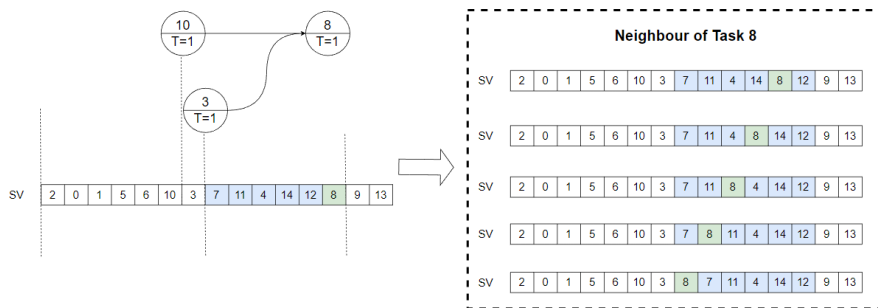 10
T=1
8
T=1
3
T=1
SV 2 0 1 5 6 10 3 7 11 4 14 12 8 9 13
Neighbour of Task 8
SV 2 0 1 5 6 10 3 7 11 4 14 8 12 9 13
SV 2 0 1 5 6 10 3 7 11 4 8 14 12 9 13
SV 2 0 1 5 6 10 3 7 11 8 4 14 12 9 13
SV 2 0 1 5 6 10 3 7 8 11 4 14 12 9 13
SV 2 0 1 5 6 10 3 8 7 11 4 14 12 9 13